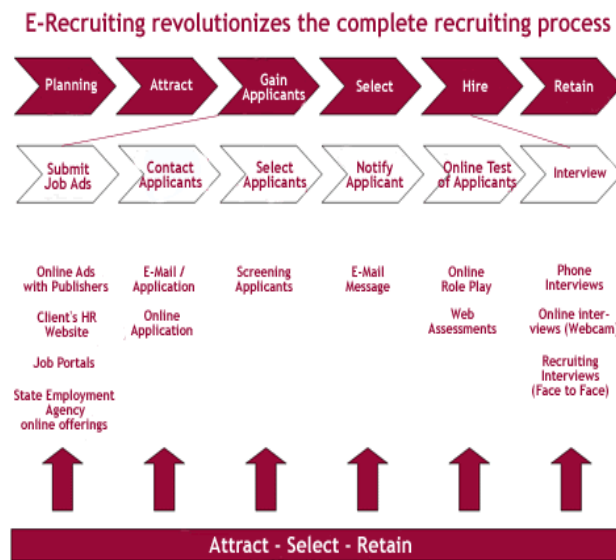 E-Recruiting revolutionizes the complete recruiting process
Planning
Attract
Gain
Applicants
Select
Hire
Retain
Submit
Job Ads
Contact
Applicants
Select
Applicants
Notify
Applicant
Online Test
of Applicants
Interview
Online Ads
with Publishers
Client's HR
Website
Job Portals
State Employment
Agency
online offerings
E-Mail /
Application
Online
Application
Screening
Applicants
E-Mail
Message
Online
Role Play
Web
Assessments
Phone
Interviews
Online inter-
views (Webcam)
Recruiting
Interviews
(Face to Face)
Attract - Select - Retain